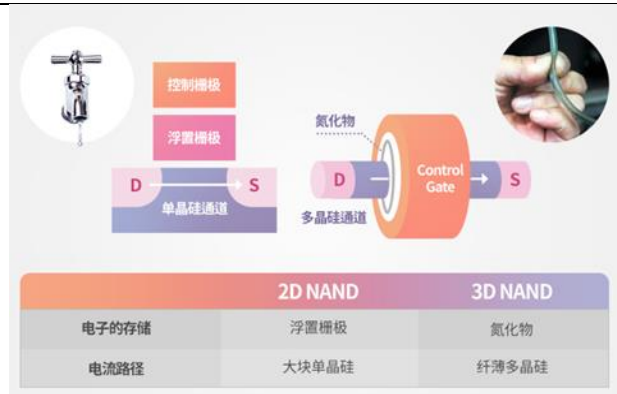 控制栅极
浮置栅极
D
S
单晶硅通道
氮化物
D
Control
Gate
S
多晶硅通道
2D NAND
3D NAND
电子的存储
浮置栅极
氮化物
电流路径
大块单晶硅
纤薄多晶硅